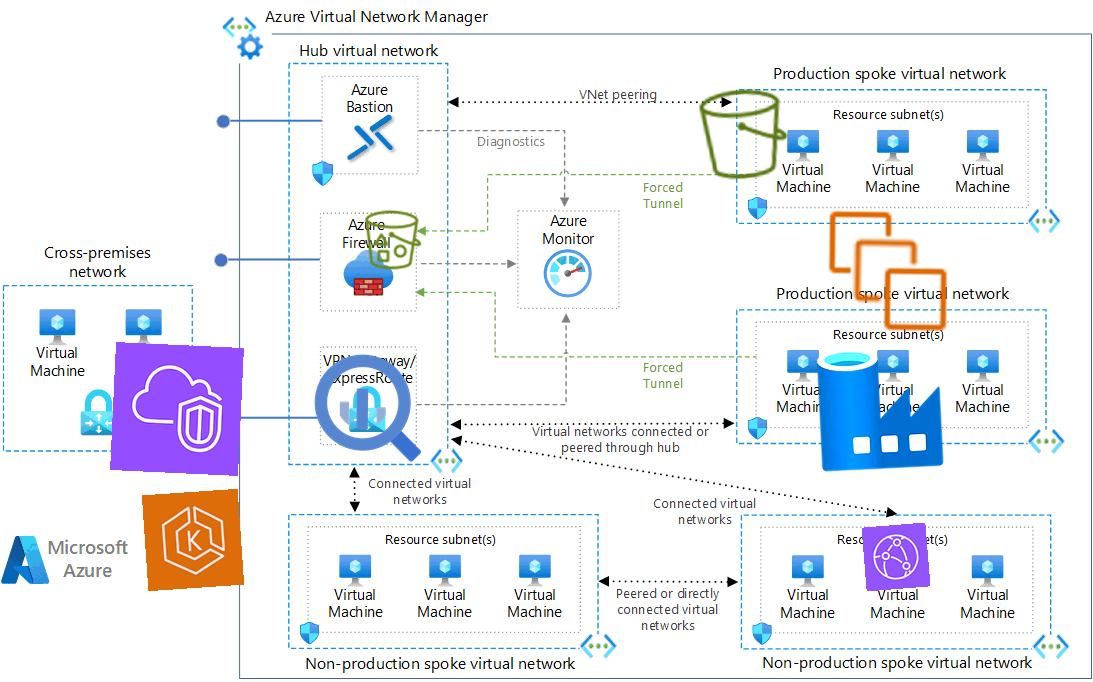 Azure Virtual Network Manager
Hub virtual network
Azure
Bastion
VNet peering
Diagnostics
Production spoke virtual network
Resource subnet(s)
Virtual
Machine
Virtual
Machine
Virtual
Machine
Forced
Tunnel
Azure
Firewall
Azure
Monitor
Cross-premises
network
Virtual
Machine
Production spoke virtual network
Resource subnet(s)
Virtual
Machine
Virtual
Machine
Virtual
Machine
Forced
Tunnel
VPN Gateway/
ExpressRoute
Virtual networks connected or
peered through hub
Connected virtual
networks
Connected virtual
networks
Resource subnet(s)
Virtual
Machine
Virtual
Machine
Virtual
Machine
Non-production spoke virtual network
Peered or directly
connected virtual
networks
Virtual
Machine
Virtual
Machine
Virtual
Machine
Non-production spoke virtual network
Microsoft
Azure
K